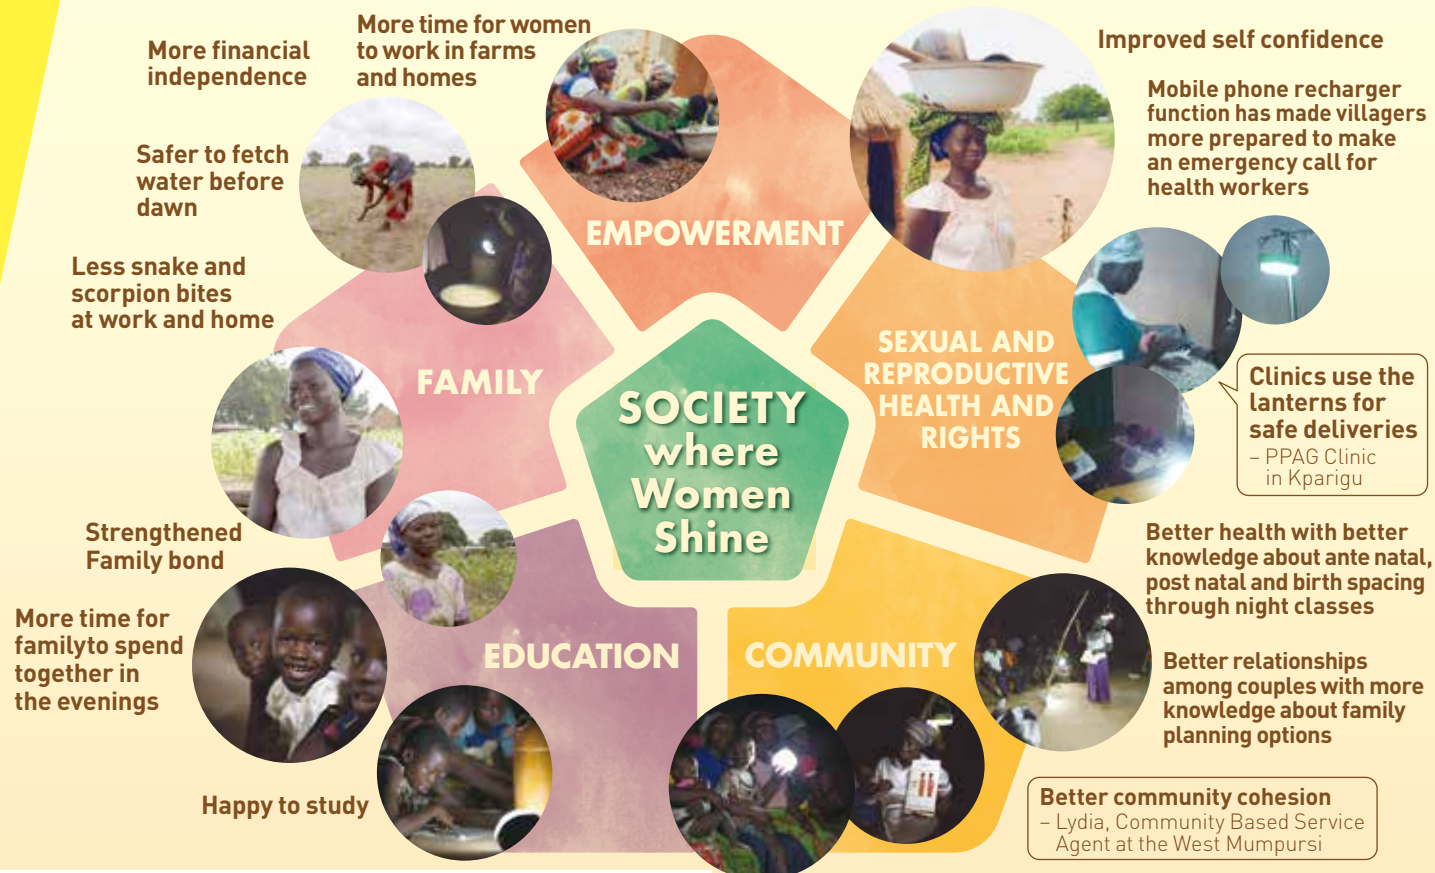 More financial
independence
More time for women
to work in farms
and homes
Improved self confidence
Mobile phone recharger
function has made villagers
more prepared to make
an emergency call for
health workers
Safer to fetch
water before
dawn
Less snake and
scorpion bites
at work and home
EMPOWERMENT
FAMILY
SEXUAL AND
REPRODUCTIVE
HEALTH AND
RIGHTS
SOCIETY
where
Women
Shine
Clinics use the
lanterns for
safe deliveries
– PPAG Clinic
in Kparigu
Strengthened
Family bond
More time for
familyto spend
together in
the evenings
EDUCATION
COMMUNITY
Better health with better
knowledge about ante natal,
post natal and birth spacing
through night classes
Better relationships
among couples with more
knowledge about family
planning options
Happy to study
Better community cohesion
– Lydia, Community Based Service
Agent at the West Mumpursi